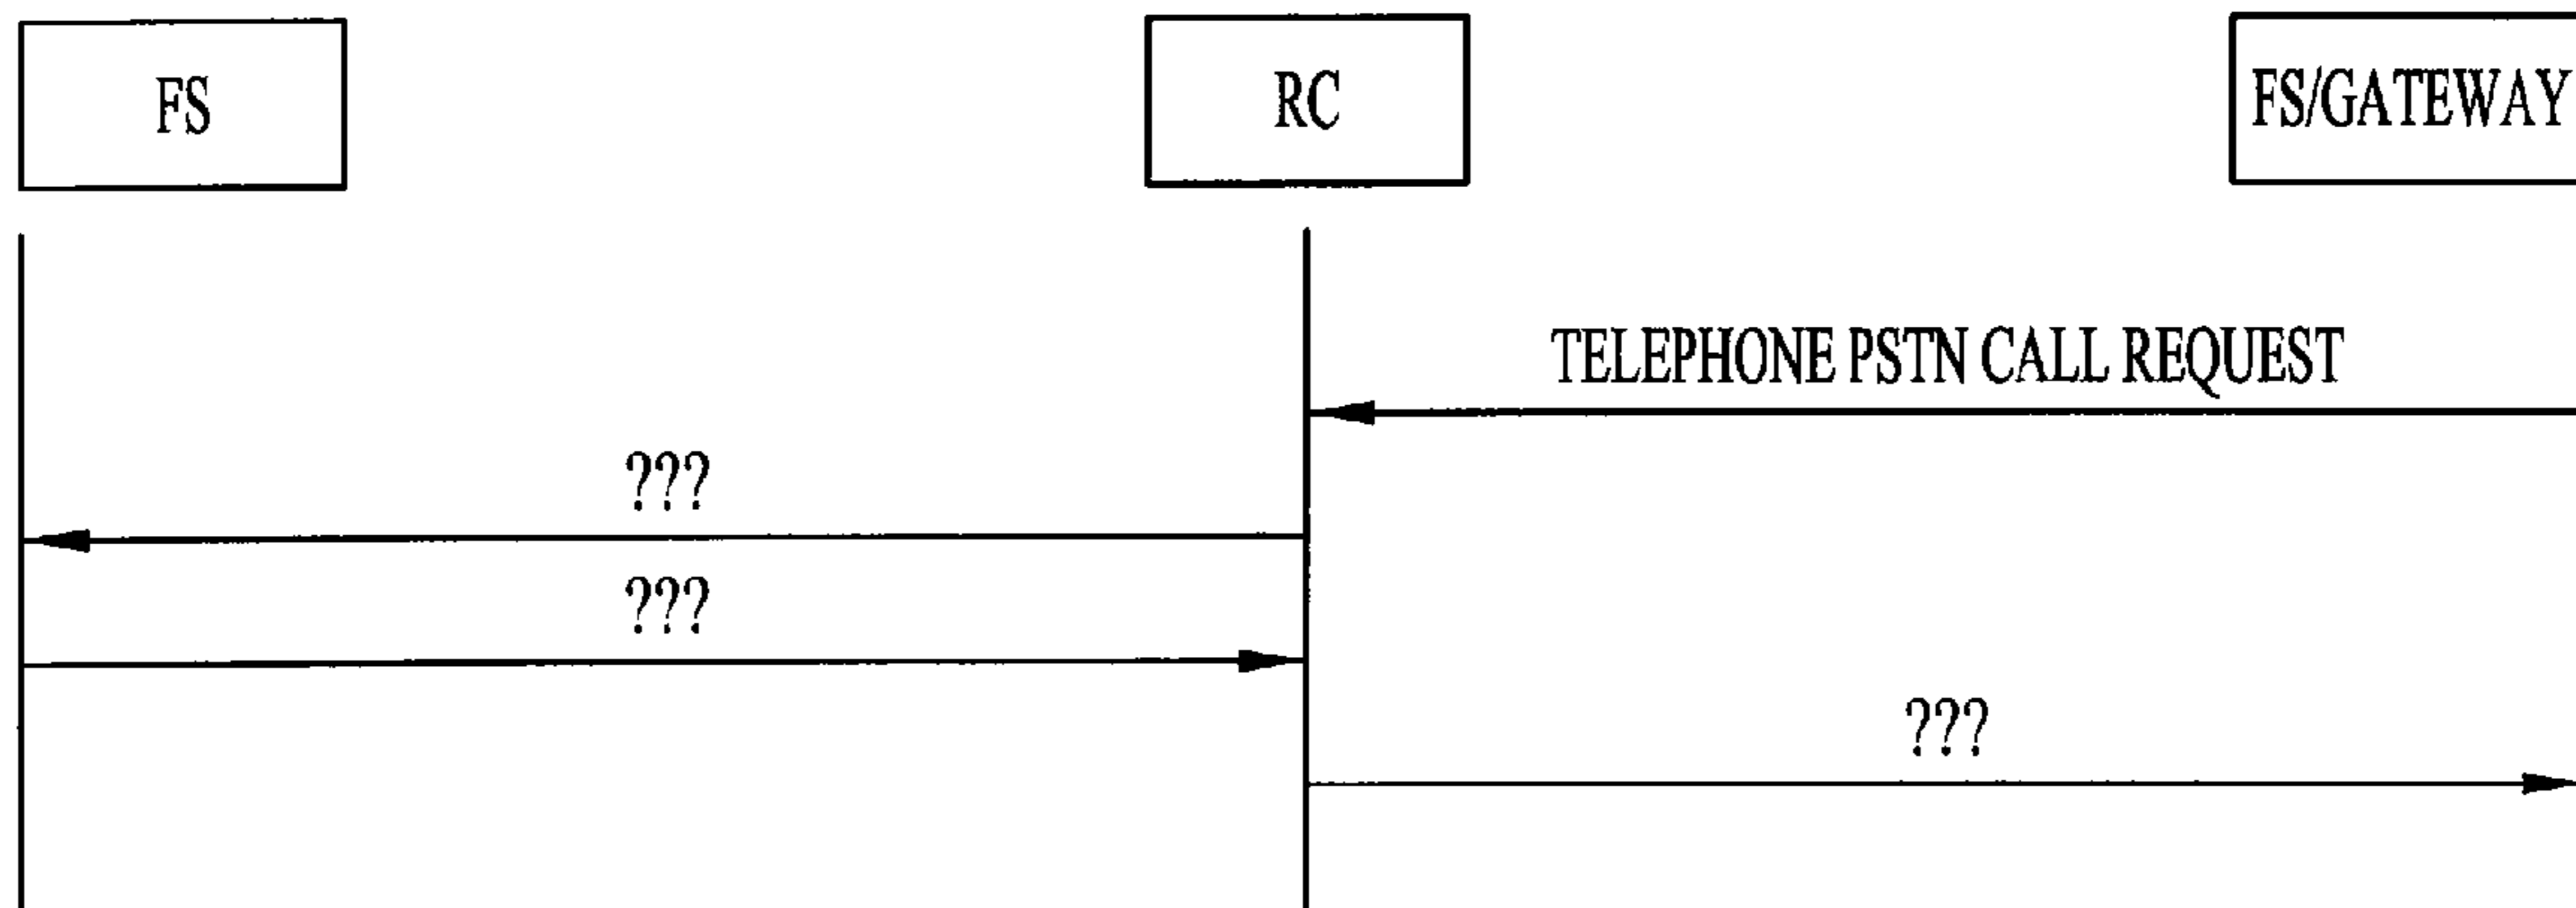 FS
RC
FS/GATEWAY
TELEPHONE PSTN CALL REQUEST
???
???
???